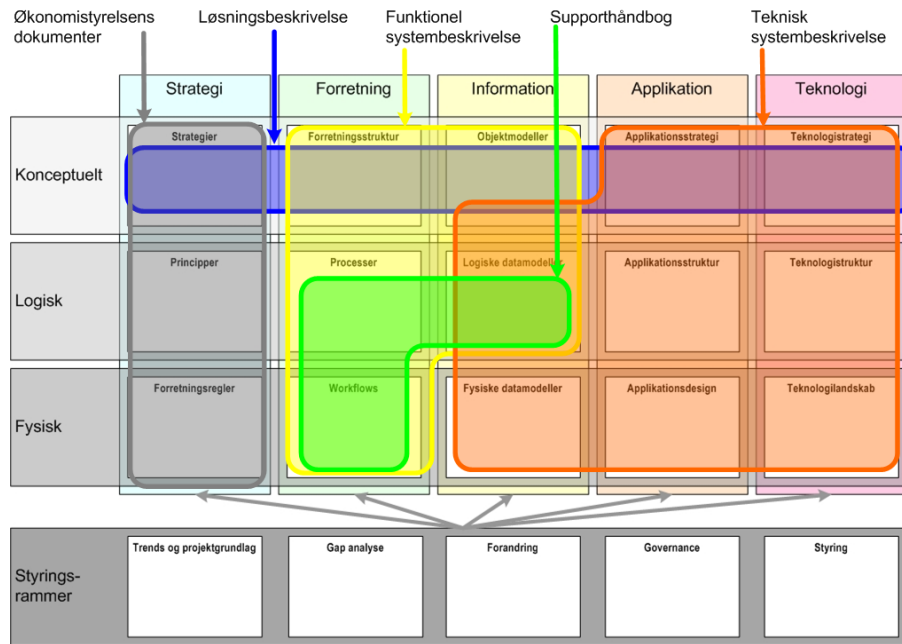 Økonomistyrelsens
dokumenter
Løsningsbeskrivelse
Funktionel
systembeskrivelse
Supporthåndbog
Teknisk
systembeskrivelse
Strategi
Forretning
Information
Applikation
Teknologi
Konceptuelt
Strategier
Forretningsstruktur
Objektmodeller
Applikationsstrategi
Teknologistrategi
Logisk
Principper
Processer
Logiske datamodeller
Applikationsstruktur
Teknologistruktur
Fysisk
Forretningsregler
Workflows
Fysiske datamodeller
Applikationsdesign
Teknologilandskab
Styrings-
rammer
Trends og projektgrundlag
Gap analyse
Forandring
Governance
Styring